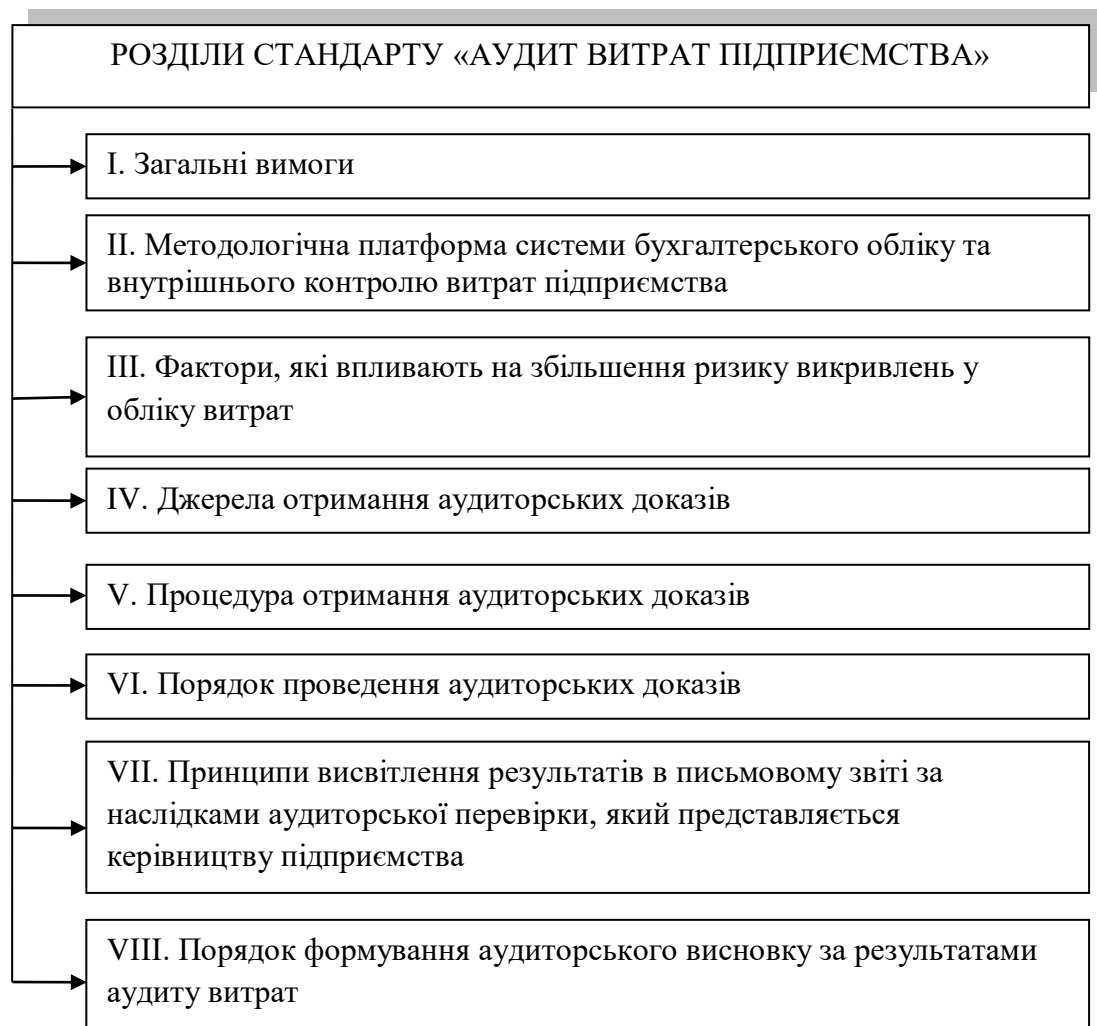 РОЗДІЛИ СТАНДАРТУ «АУДИТ ВИТРАТ ПІДПРИЄМСТВА»
I. Загальні вимоги
II. Методологічна платформа системи бухгалтерського обліку та
внутрішнього контролю витрат підприємства
III. Фактори, які впливають на збільшення ризику викривлень у
обліку витрат
IV. Джерела отримання аудиторських доказів
V. Процедура отримання аудиторських доказів
VI. Порядок проведення аудиторських доказів
VII. Принципи висвітлення результатів в письмовому звіті за
наслідками аудиторської перевірки, який представляється
керівництву підприємства
VIII. Порядок формування аудиторського висновку за результатами
аудиту витрат